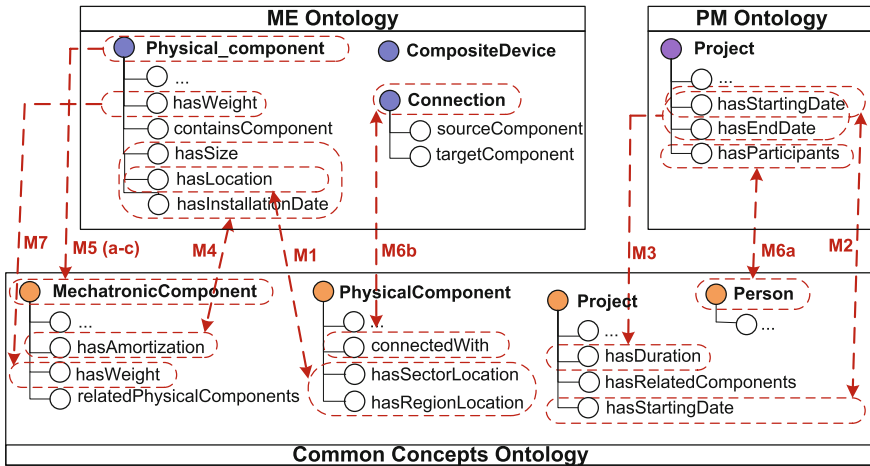 ME Ontology
Physical_component
...
hasWeight
containsComponent
hasSize
hasLocation
hasInstallationDate
CompositeDevice
Connection
sourceComponent
targetComponent
PM Ontology
Project
...
hasStartingDate
hasEndDate
hasParticipants
M7
M5 (a-c)
M4
M1
M6b
M3
M6a
M2
MechatronicComponent
...
hasAmortization
hasWeight
relatedPhysicalComponents
PhysicalComponent
...
connectedWith
hasSectorLocation
hasRegionLocation
Project
...
hasDuration
hasRelatedComponents
hasStartingDate
Person
...
Common Concepts Ontology